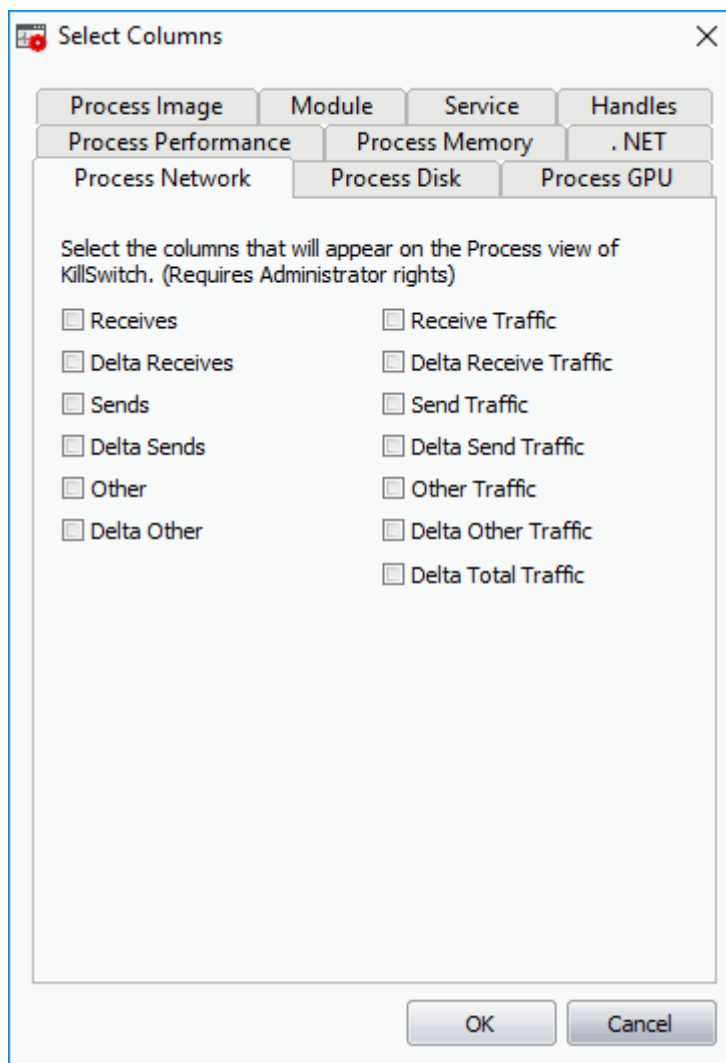 Select Columns
Process Image Module Service Handles
Process Performance Process Memory . NET
Process Network Process Disk Process GPU
Select the columns that will appear on the Process view of
KillSwitch. (Requires Administrator rights)
Receives Receive Traffic
Delta Receives Delta Receive Traffic
Sends Send Traffic
Delta Sends Delta Send Traffic
Other Other Traffic
Delta Other Delta Other Traffic
Delta Total Traffic
OK Cancel